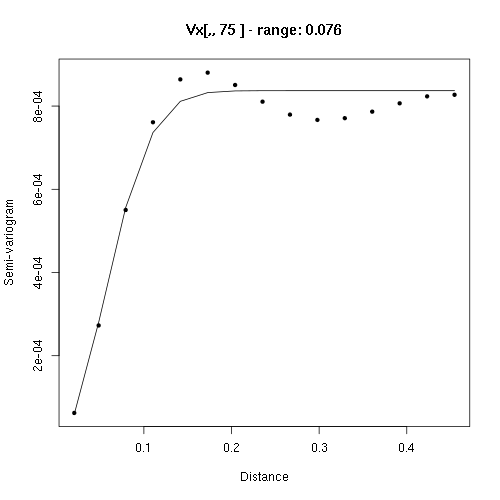 Vx[,, 75 ] - range: 0.076
8e-04
6e-04
4e-04
2e-04
Semi-variogram
0.1 0.2 0.3 0.4
Distance